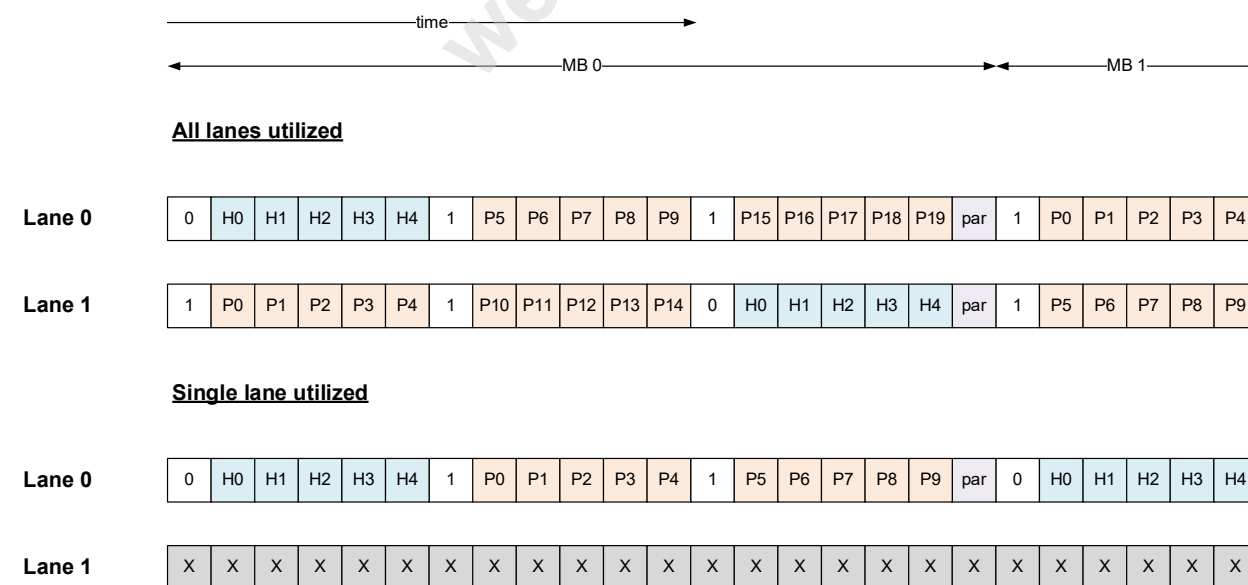 time
MB 0 MB 1
All lanes utilized
Lane 0 0 H0 H1 H2 H3 H4 1 P5 P6 P7 P8 P9 1 P15 P16 P17 P18 P19 par 1 P0 P1 P2 P3 P4
Lane 1 1 P0 P1 P2 P3 P4 1 P10 P11 P12 P13 P14 0 H0 H1 H2 H3 H4 par 1 P5 P6 P7 P8 P9
Single lane utilized
Lane 0 0 H0 H1 H2 H3 H4 1 P0 P1 P2 P3 P4 1 P5 P6 P7 P8 P9 par 0 H0 H1 H2 H3 H4
Lane 1 X X X X X X X X X X X X X X X X X X X X X X X X X